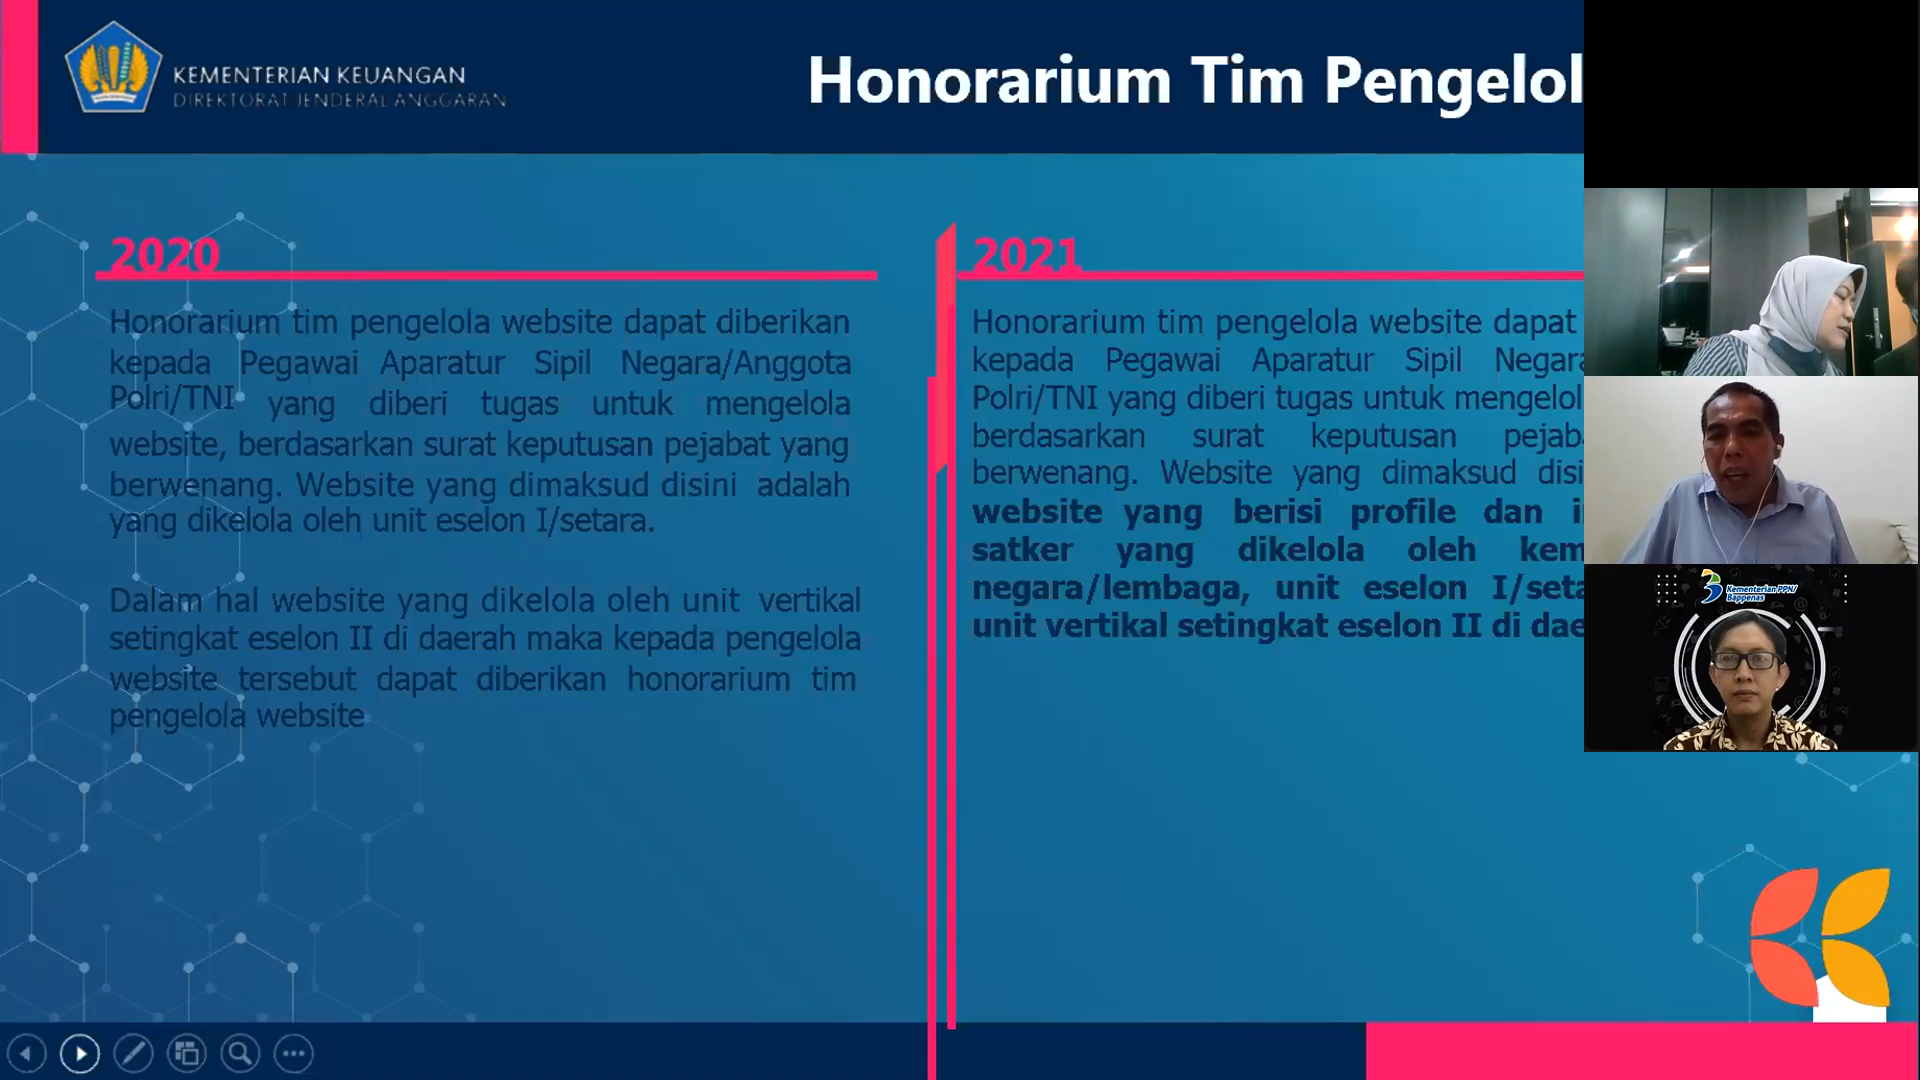 KEMENTERIAN KEUANGAN
DIREKTORAT JENDERAL ANGGARAN
Honorarium Tim Pengelol
2020
Honorarium tim pengelola website dapat diberikan
kepada Pegawai Aparatur Sipil Negara/Anggota
Polri/TNI yang diberi tugas untuk mengelola
website, berdasarkan surat keputusan pejabat yang
berwenang. Website yang dimaksud disini adalah
yang dikelola oleh unit eselon I/setara.
Dalam hal website yang dikelola oleh unit vertikal
setingkat eselon II di daerah maka kepada pengelola
website tersebut dapat diberikan honorarium tim
pengelola website
2021
Honorarium tim pengelola website dapat
kepada Pegawai Aparatur Sipil Negara
Polri/TNI yang diberi tugas untuk mengelol
berdasarkan surat keputusan pejab
berwenang. Website yang dimaksud disi
website yang berisi profile dan i
satker yang dikelola oleh kem
negara/lembaga, unit eselon I/seta
unit vertikal setingkat eselon II di dae
Kementerian PPN/
Bappenas